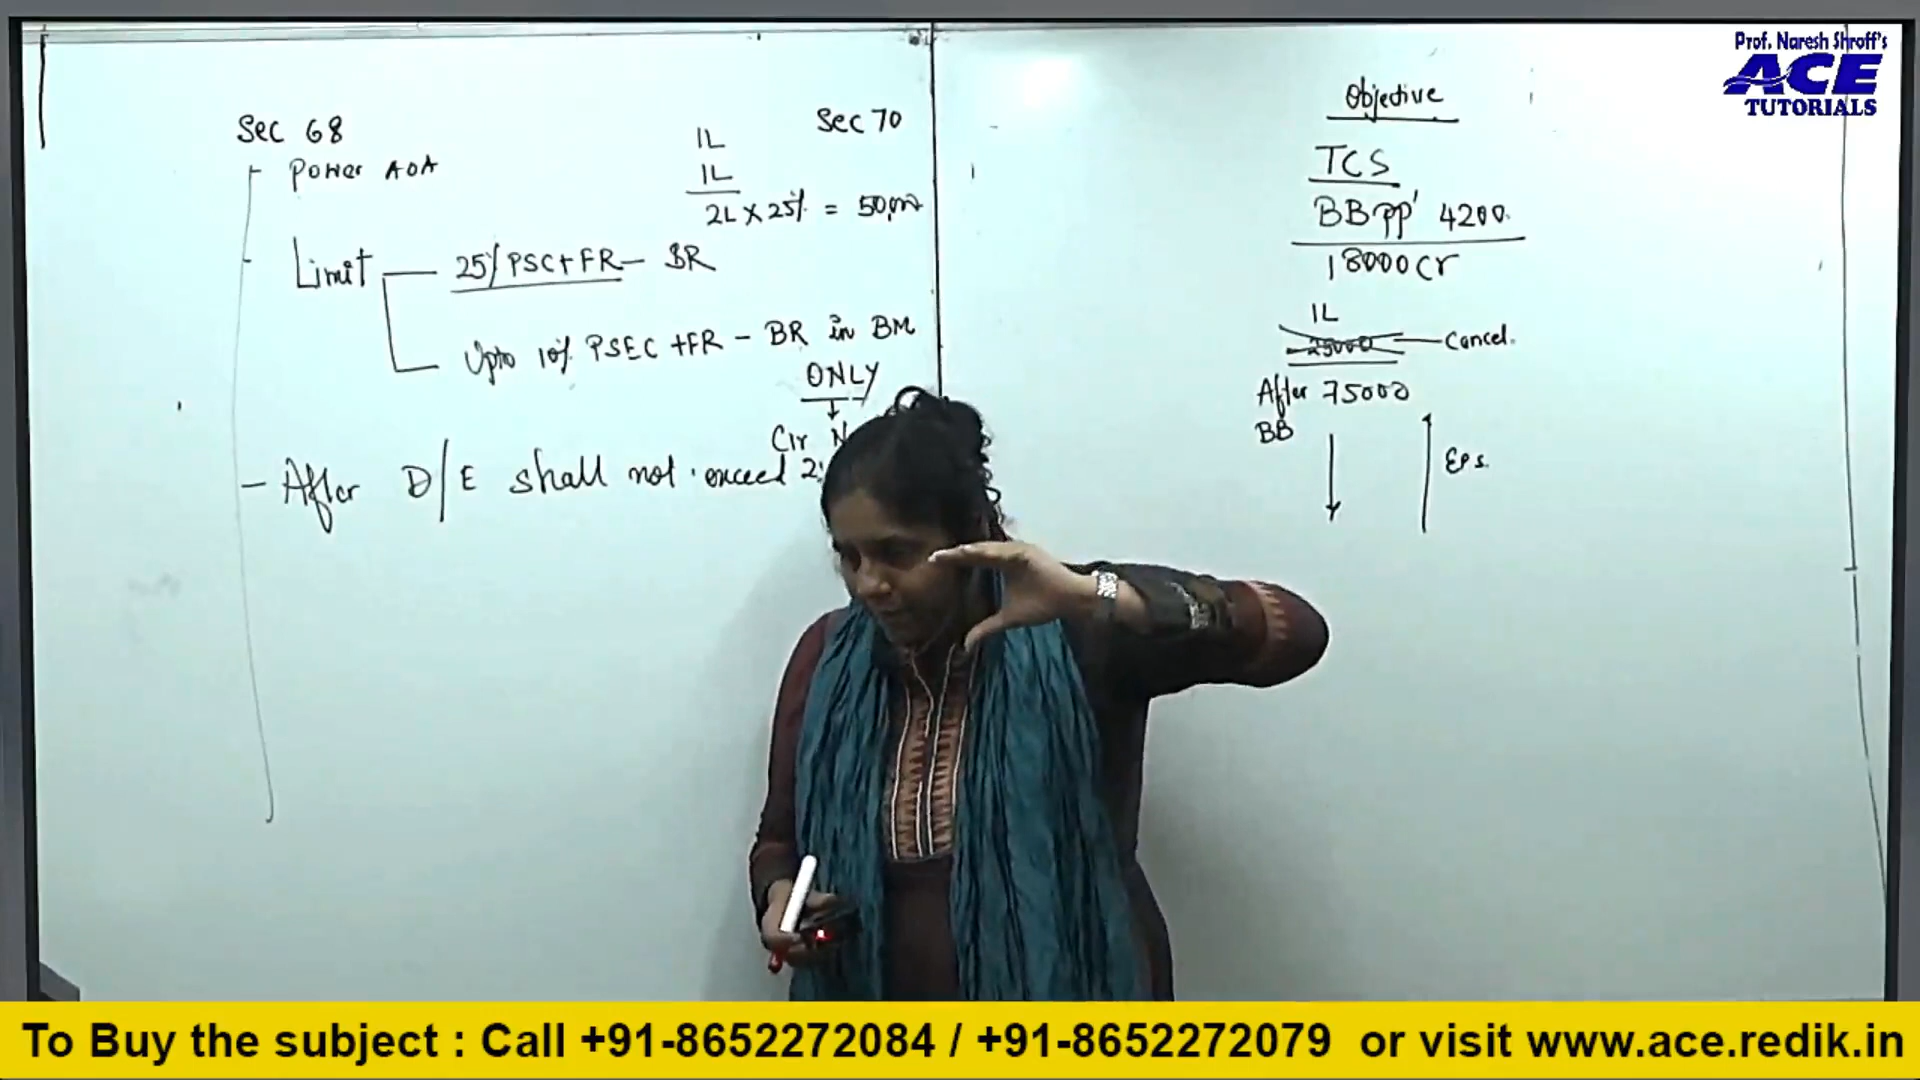 Prof. Naresh Shroff's
ACE
TUTORIALS
Sec 68
- Power AOA
1L
1L
2L x 25% =
Sec 70
- Limit — 25% PSC + FR - BR
Upto 10% PSEC + FR - BR in BM
ONLY
Clr
- After D/E shall not exceed 2:
Objective
TCS
BB pp' 4200
18000 cr
1L
25000 — Cancel.
After 75000
BB
EPS.
To Buy the subject : Call +91-8652272084 / +91-8652272079 or visit www.ace.redik.in